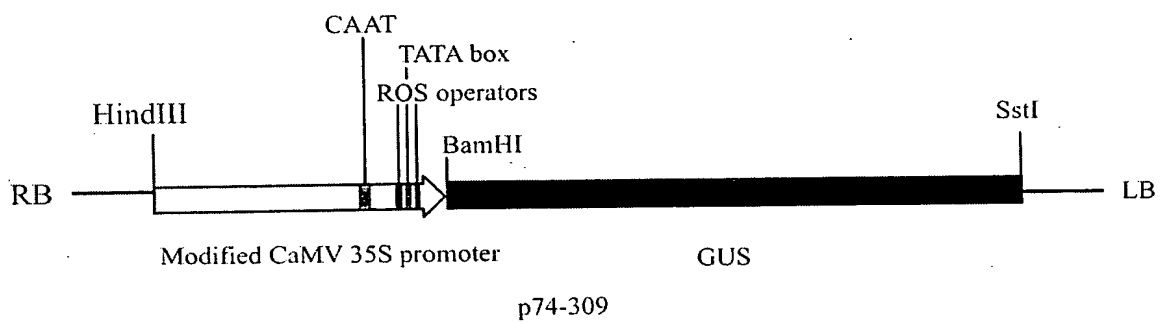 CAAT
TATA box
ROS operators
HindIII
BamHI
SstI
RB
LB
Modified CaMV 35S promoter
GUS
p74-309